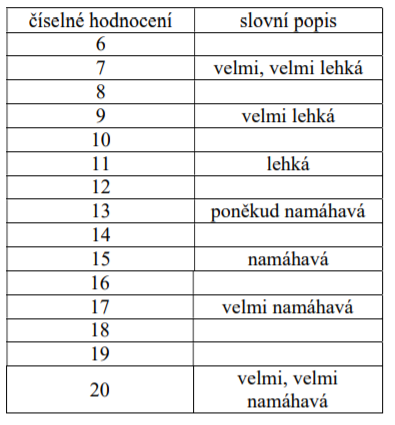 číselné hodnocení slovní popis
6
7 velmi, velmi lehká
8
9 velmi lehká
10
11 lehká
12
13 poněkud namáhavá
14
15 namáhavá
16
17 velmi namáhavá
18
19
20 velmi, velmi
namáhavá